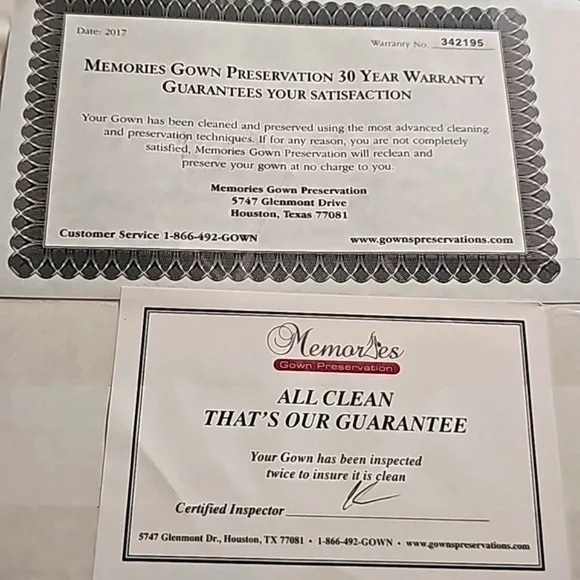 Date: 2017
Warranty No. 342195
MEMORIES GOWN PRESERVATION 30 YEAR WARRANTY
GUARANTEES YOUR SATISFACTION
Your Gown has been cleaned and preserved using the most advanced cleaning
and preservation techniques. If for any reason, you are not completely
satisfied, Memories Gown Preservation will reclean and
preserve your gown at no charge to you.
Memories Gown Preservation
5747 Glenmont Drive
Houston, Texas 77081
Customer Service 1-866-492-GOWN
www.gownspreservations.com
Memories
Gown Preservation
ALL CLEAN
THAT'S OUR GUARANTEE
Your Gown has been inspected
twice to insure it is clean
Certified Inspector
5747 Glenmont Dr., Houston, TX 77081 • 1-866-492-GOWN • www.gownspreservations.com